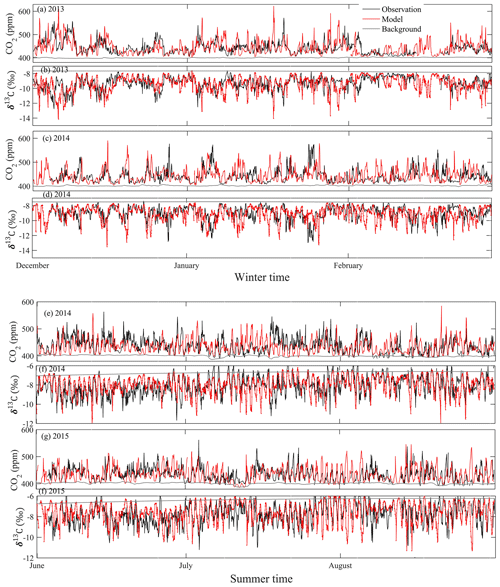 (a) 2013
Observation
Model
Background
CO2 (ppm)
600
500
400
(b) 2013
δ13C (‰)
-8
-10
-12
-14
(c) 2014
CO2 (ppm)
600
500
400
(d) 2014
δ13C (‰)
-8
-10
-12
-14
December
January
February
Winter time
(e) 2014
CO2 (ppm)
600
500
400
(f) 2014
δ13C (‰)
-6
-8
-10
-12
(g) 2015
CO2 (ppm)
600
500
400
(f) 2015
δ13C (‰)
-6
-8
-10
-12
June
July
August
Summer time